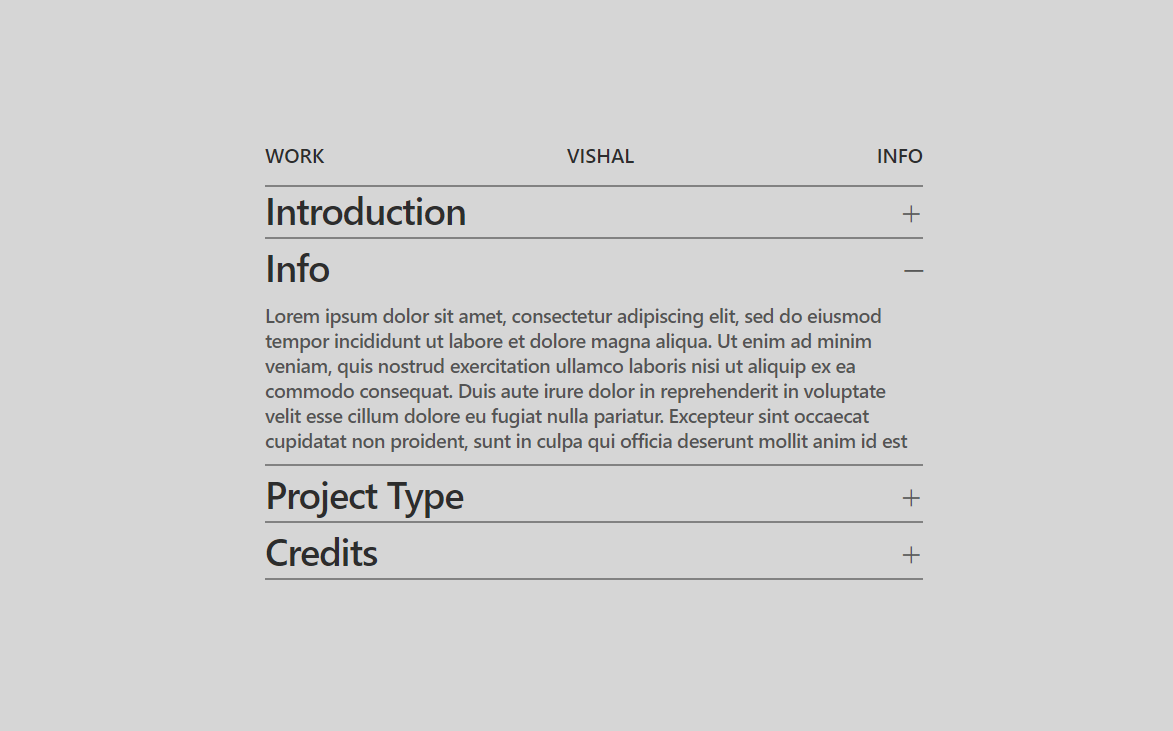 WORK VISHAL INFO
Introduction +
Info −
Lorem ipsum dolor sit amet, consectetur adipiscing elit, sed do eiusmod
tempor incididunt ut labore et dolore magna aliqua. Ut enim ad minim
veniam, quis nostrud exercitation ullamco laboris nisi ut aliquip ex ea
commodo consequat. Duis aute irure dolor in reprehenderit in voluptate
velit esse cillum dolore eu fugiat nulla pariatur. Excepteur sint occaecat
cupidatat non proident, sunt in culpa qui officia deserunt mollit anim id est
Project Type +
Credits +